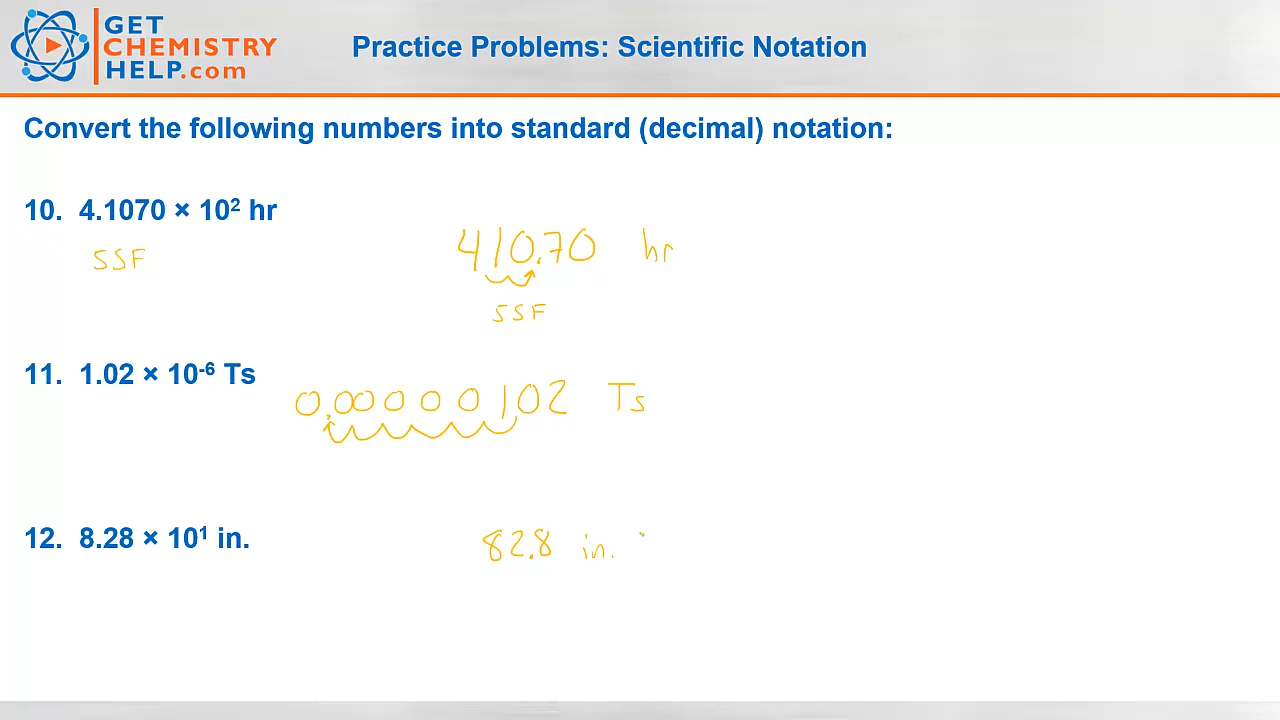 GET
CHEMISTRY
HELP.com
Practice Problems: Scientific Notation
Convert the following numbers into standard (decimal) notation:
10. 4.1070 × 10² hr
410.70 hr
5SF
5SF
11. 1.02 × 10⁻⁶ Ts
0.00000102 Ts
12. 8.28 × 10¹ in.
82.8 in.